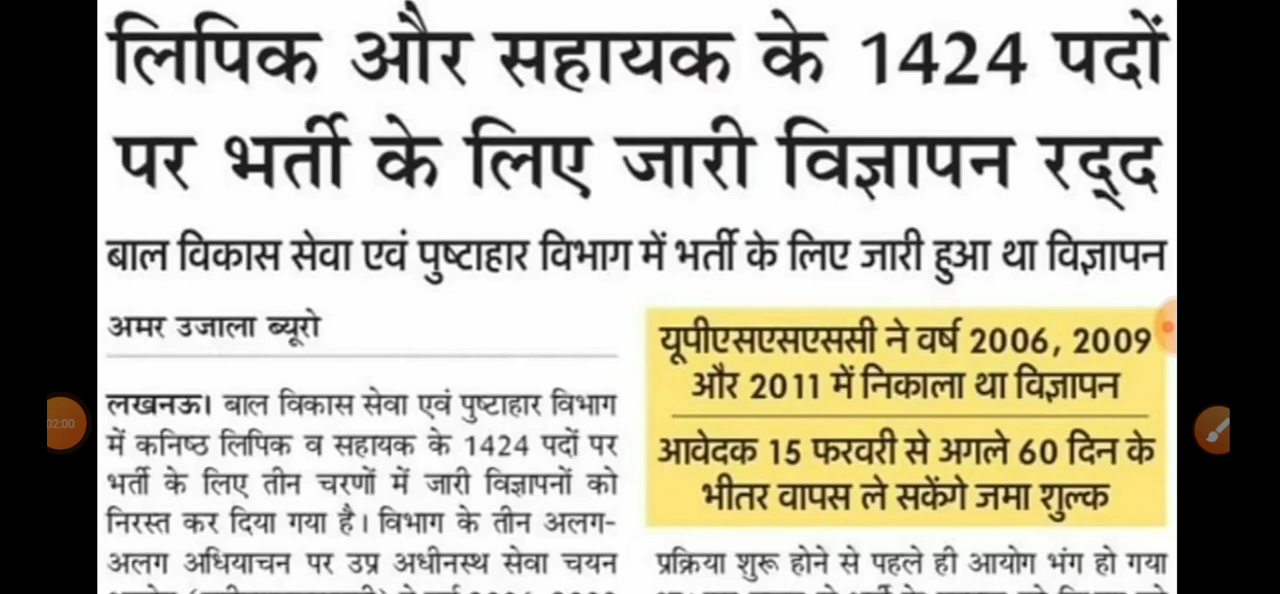 लिपिक और सहायक के 1424 पदों
पर भर्ती के लिए जारी विज्ञापन रद्द
बाल विकास सेवा एवं पुष्टाहार विभाग में भर्ती के लिए जारी हुआ था विज्ञापन
अमर उजाला ब्यूरो
लखनऊ। बाल विकास सेवा एवं पुष्टाहार विभाग
में कनिष्ठ लिपिक व सहायक के 1424 पदों पर
भर्ती के लिए तीन चरणों में जारी विज्ञापनों को
निरस्त कर दिया गया है। विभाग के तीन अलग-
अलग अधियाचन पर उप्र अधीनस्थ सेवा चयन
यूपीएसएसएससी ने वर्ष 2006, 2009
और 2011 में निकाला था विज्ञापन
आवेदक 15 फरवरी से अगले 60 दिन के
भीतर वापस ले सकेंगे जमा शुल्क
प्रक्रिया शुरू होने से पहले ही आयोग भंग हो गया
02:00